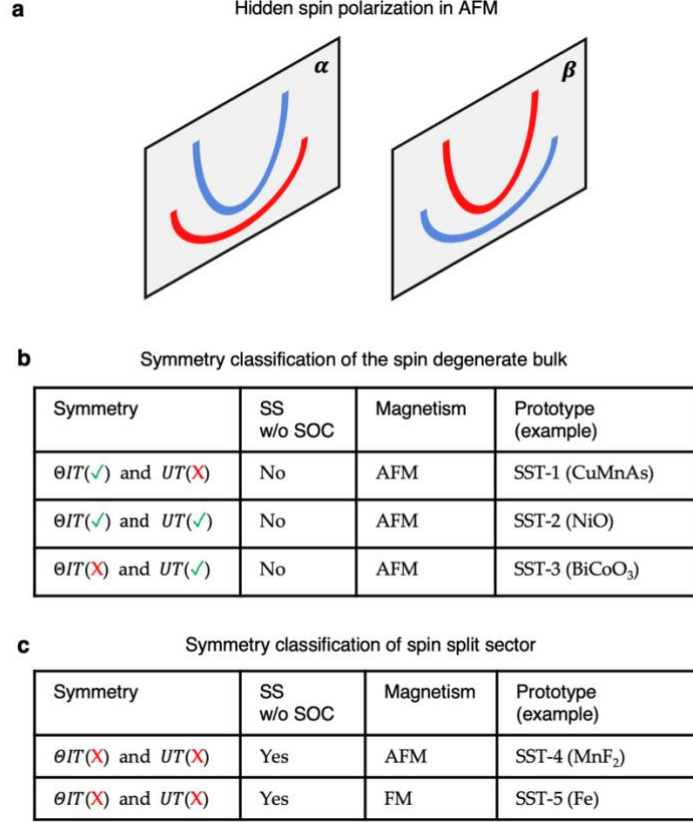 a Hidden spin polarization in AFM
α β
b Symmetry classification of the spin degenerate bulk
Symmetry SS w/o SOC Magnetism Prototype (example)
ΘIT(✓) and UT(X) No AFM SST-1 (CuMnAs)
ΘIT(✓) and UT(✓) No AFM SST-2 (NiO)
ΘIT(X) and UT(✓) No AFM SST-3 (BiCoO₃)
c Symmetry classification of spin split sector
Symmetry SS w/o SOC Magnetism Prototype (example)
ΘIT(X) and UT(X) Yes AFM SST-4 (MnF₂)
ΘIT(X) and UT(X) Yes FM SST-5 (Fe)